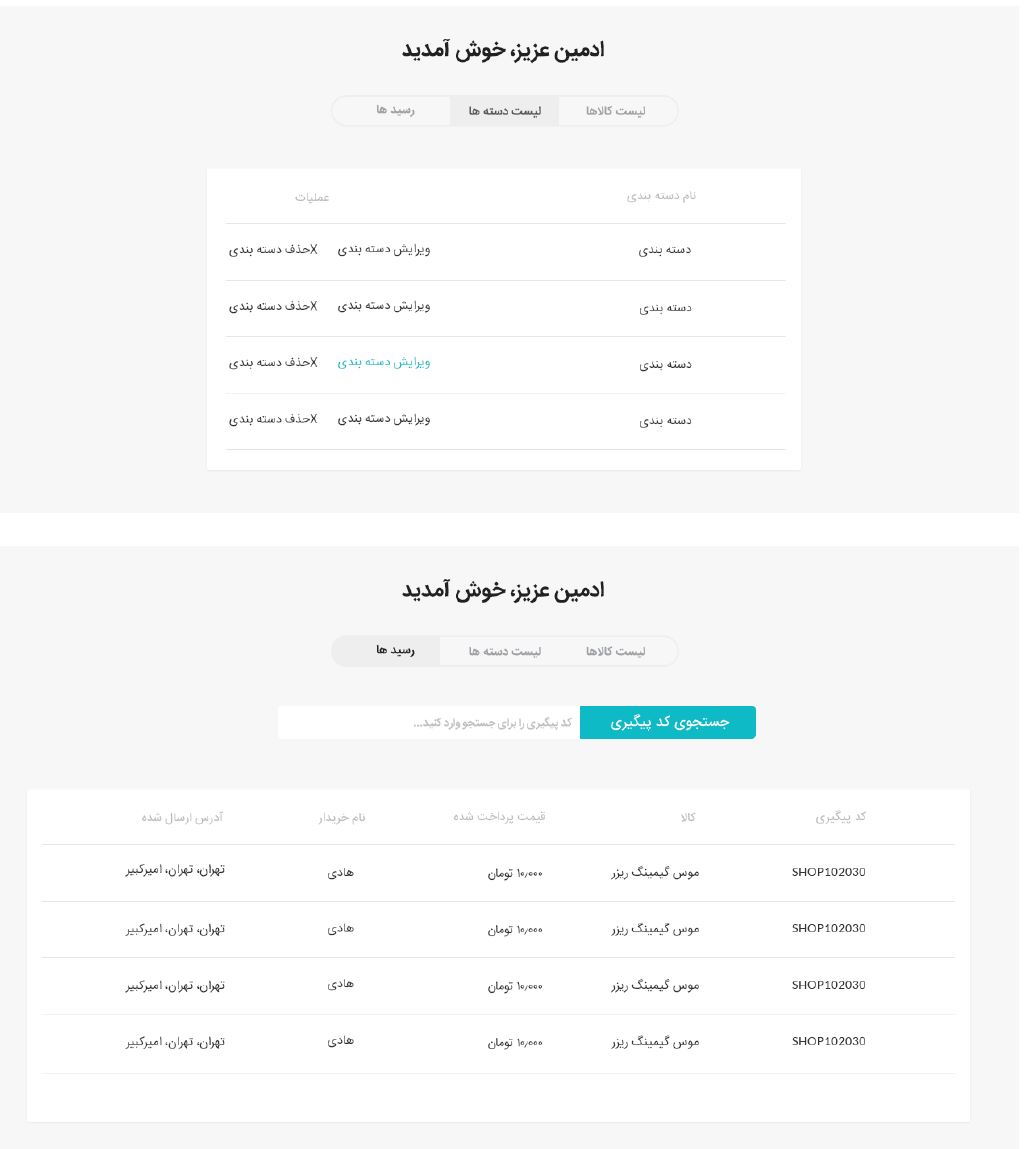 ادمین عزیز، خوش آمدید
لیست کالاها لیست دسته ها رسید ها
نام دسته بندی عملیات
دسته بندی ویرایش دسته بندی Xحذف دسته بندی
دسته بندی ویرایش دسته بندی Xحذف دسته بندی
دسته بندی ویرایش دسته بندی Xحذف دسته بندی
دسته بندی ویرایش دسته بندی Xحذف دسته بندی
ادمین عزیز، خوش آمدید
لیست کالاها لیست دسته ها رسید ها
جستجوی کد پیگیری کد پیگیری را برای جستجو وارد کنید...
کد پیگیری کالا قیمت پرداخت شده نام خریدار آدرس ارسال شده
SHOP102030 موس گیمینگ ریزر ۱۰٫۰۰۰ تومان هادی تهران، تهران، امیرکبیر
SHOP102030 موس گیمینگ ریزر ۱۰٫۰۰۰ تومان هادی تهران، تهران، امیرکبیر
SHOP102030 موس گیمینگ ریزر ۱۰٫۰۰۰ تومان هادی تهران، تهران، امیرکبیر
SHOP102030 موس گیمینگ ریزر ۱۰٫۰۰۰ تومان هادی تهران، تهران، امیرکبیر